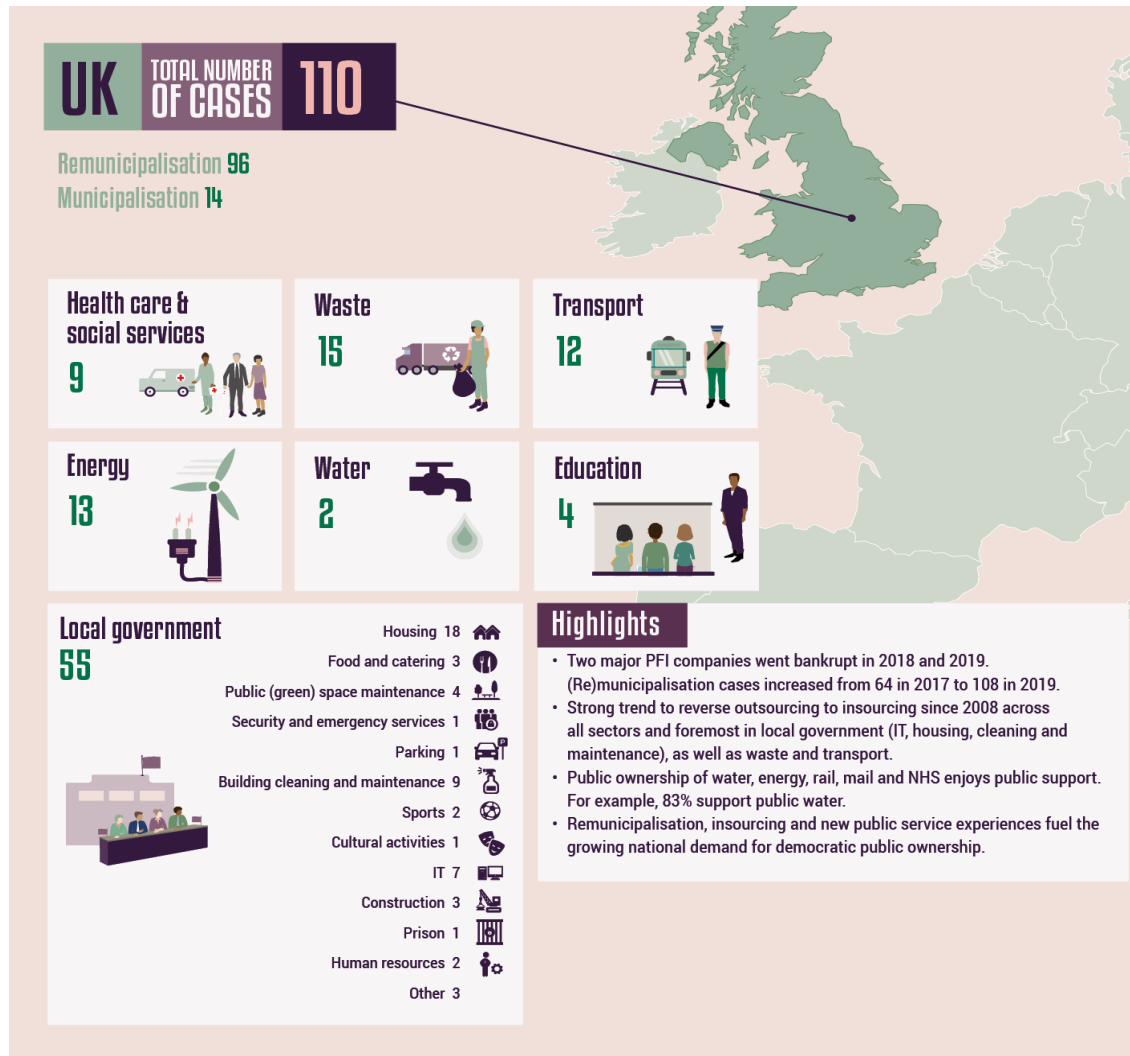 UK
TOTAL NUMBER
OF CASES
110
Remunicipalisation 96
Municipalisation 14
Health care &
social services
9
Waste
15
Transport
12
Energy
13
Water
2
Education
4
Local government
55
Housing 18
Food and catering 3
Public (green) space maintenance 4
Security and emergency services 1
Parking 1
P
Building cleaning and maintenance 9
Sports 2
Cultural activities 1
IT 7
Construction 3
Prison 1
Human resources 2
Other 3
Highlights
• Two major PFI companies went bankrupt in 2018 and 2019.
(Re)municipalisation cases increased from 64 in 2017 to 108 in 2019.
• Strong trend to reverse outsourcing to insourcing since 2008 across
all sectors and foremost in local government (IT, housing, cleaning and
maintenance), as well as waste and transport.
• Public ownership of water, energy, rail, mail and NHS enjoys public support.
For example, 83% support public water.
• Remunicipalisation, insourcing and new public service experiences fuel the
growing national demand for democratic public ownership.